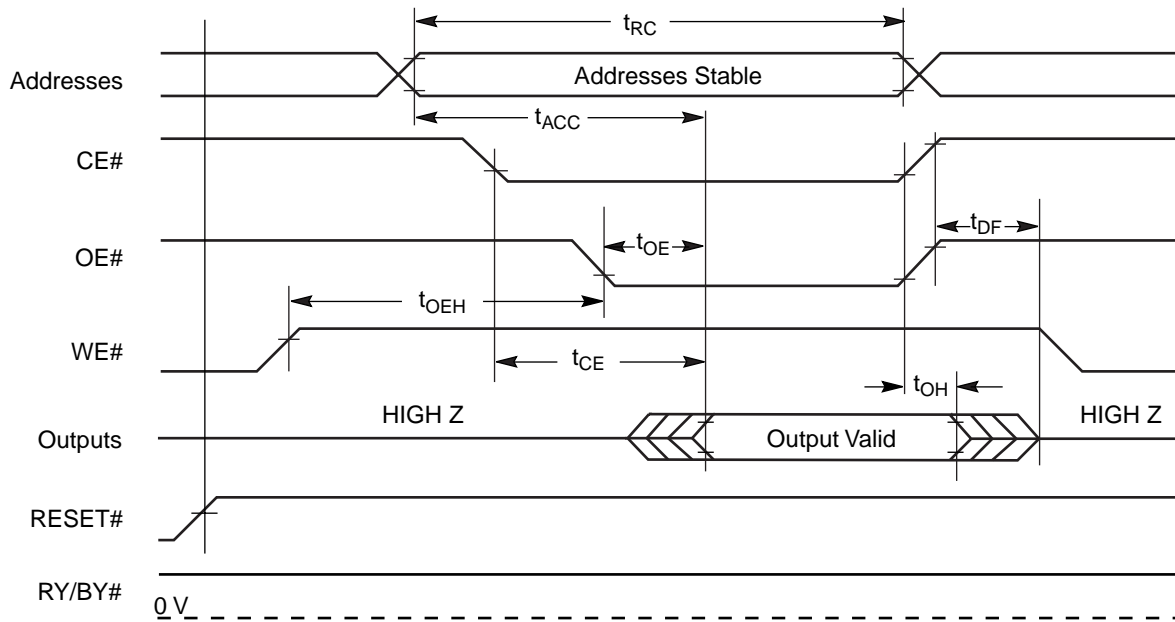 tRC
Addresses
Addresses Stable
tACC
CE#
OE#
tOE
tDF
tOEH
WE#
tCE
tOH
HIGH Z
HIGH Z
Outputs
Output Valid
RESET#
RY/BY#
0 V